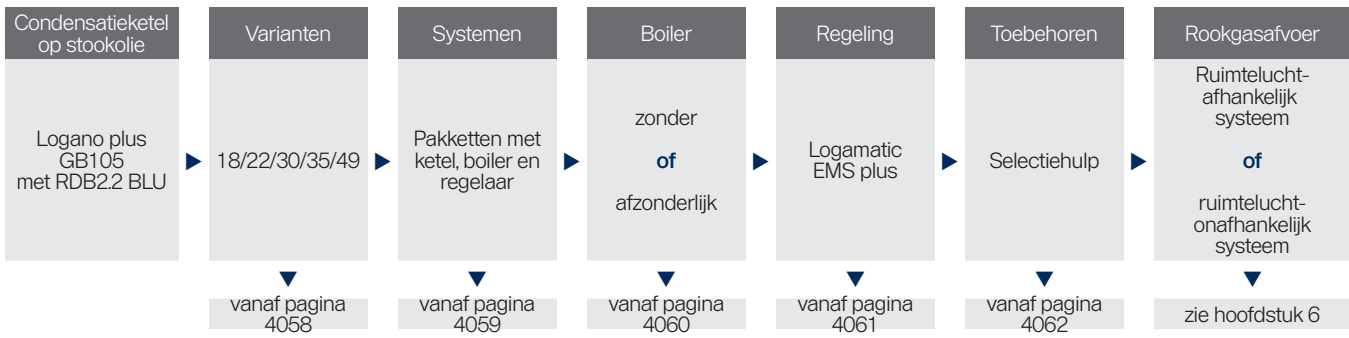 Condensatieketel
op stookolie
Logano plus
GB105
met RDB2.2 BLU
Varianten
18/22/30/35/49
vanaf pagina
4058
Systemen
Pakketten met
ketel, boiler en
regelaar
vanaf pagina
4059
Boiler
zonder
of
afzonderlijk
vanaf pagina
4060
Regeling
Logamatic
EMS plus
vanaf pagina
4061
Toebehoren
Selectiehulp
vanaf pagina
4062
Rookgasafvoer
Ruimtelucht-
afhankelijk
systeem
of
ruimtelucht-
onafhankelijk
systeem
zie hoofdstuk 6